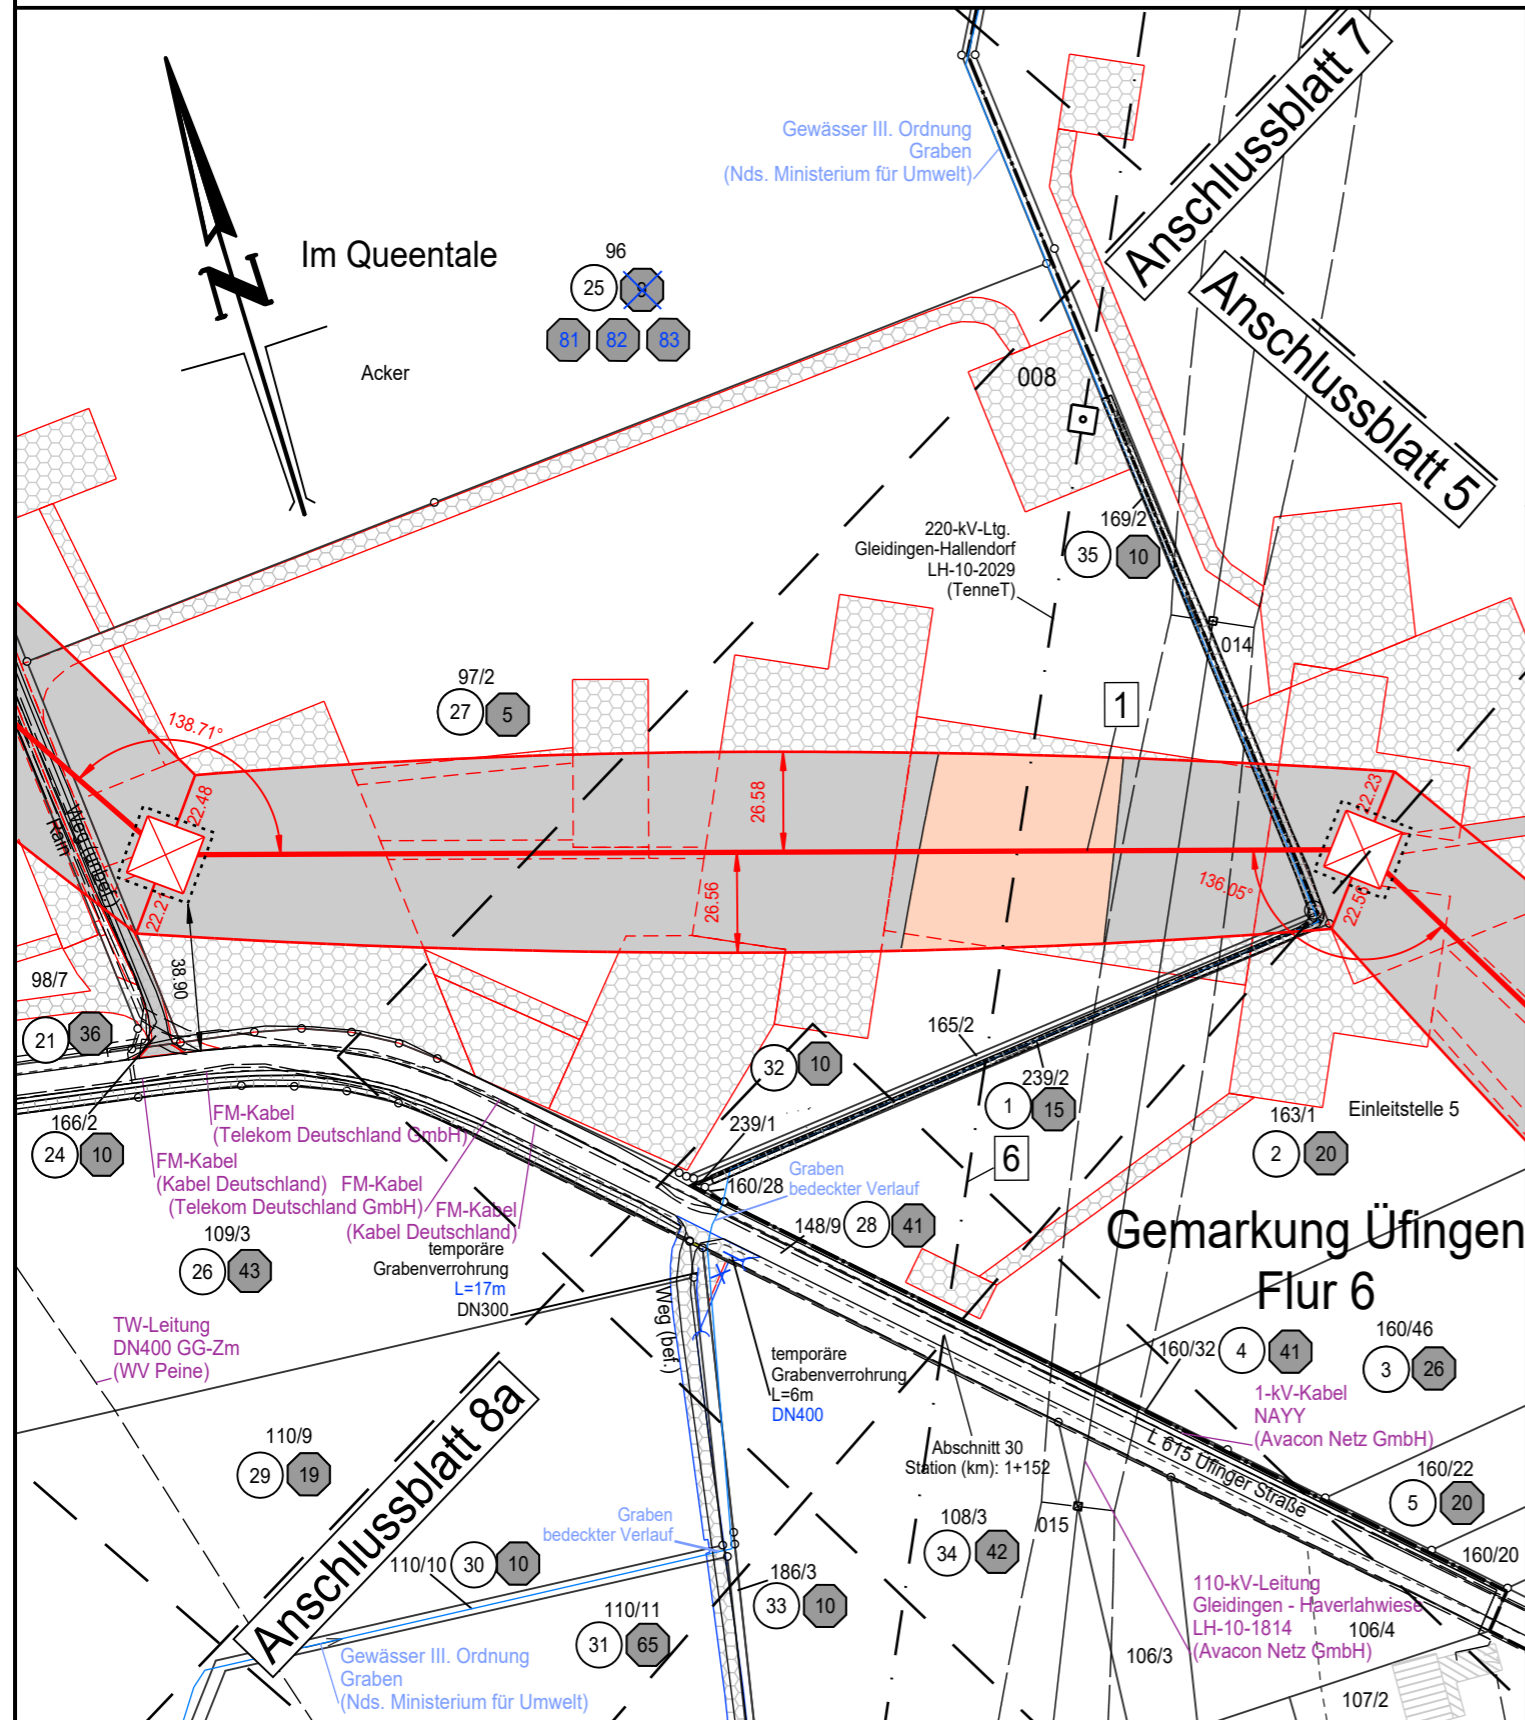 Anschlussblatt 7
Gewässer III. Ordnung
Graben
(Nds. Ministerium für Umwelt)
N
Im Queentale
96
25
9
81
82
83
Anschlussblatt 5
Acker
008
220-kV-Ltg.
Gleidingen-Hallendorf
LH-10-2029
(TenneT)
169/2
35
10
014
97/2
27
5
1
138.71°
22.48
22.21
26.58
26.56
22.23
22.56
136.05°
Weg (unbef.)
Rain
38.90
98/7
21
36
165/2
32
10
239/2
1
15
163/1
Einleitstelle 5
2
20
166/2
24
10
FM-Kabel
(Telekom Deutschland GmbH)
FM-Kabel
(Kabel Deutschland)
FM-Kabel
(Telekom Deutschland GmbH)
FM-Kabel
(Kabel Deutschland)
239/1
6
Graben
bedeckter Verlauf
160/28
148/9
28
41
Gemarkung Üfingen
Flur 6
109/3
26
43
temporäre
Grabenverrohrung
L=17m
DN300
Weg (bef.)
TW-Leitung
DN400 GG-Zm
(WV Peine)
temporäre
Grabenverrohrung
L=6m
DN400
160/32
4
41
160/46
3
26
1-kV-Kabel
NAYY
(Avacon Netz GmbH)
L 615 Üfinger Straße
Abschnitt 30
Station (km): 1+152
Anschlussblatt 8a
110/9
29
19
160/22
5
20
Graben
bedeckter Verlauf
015
108/3
34
42
160/20
110/10
30
10
186/3
33
10
110-kV-Leitung
Gleidingen - Haverlahwiese
LH-10-1814
(Avacon Netz GmbH)
110/11
31
65
106/3
106/4
Gewässer III. Ordnung
Graben
(Nds. Ministerium für Umwelt)
107/2